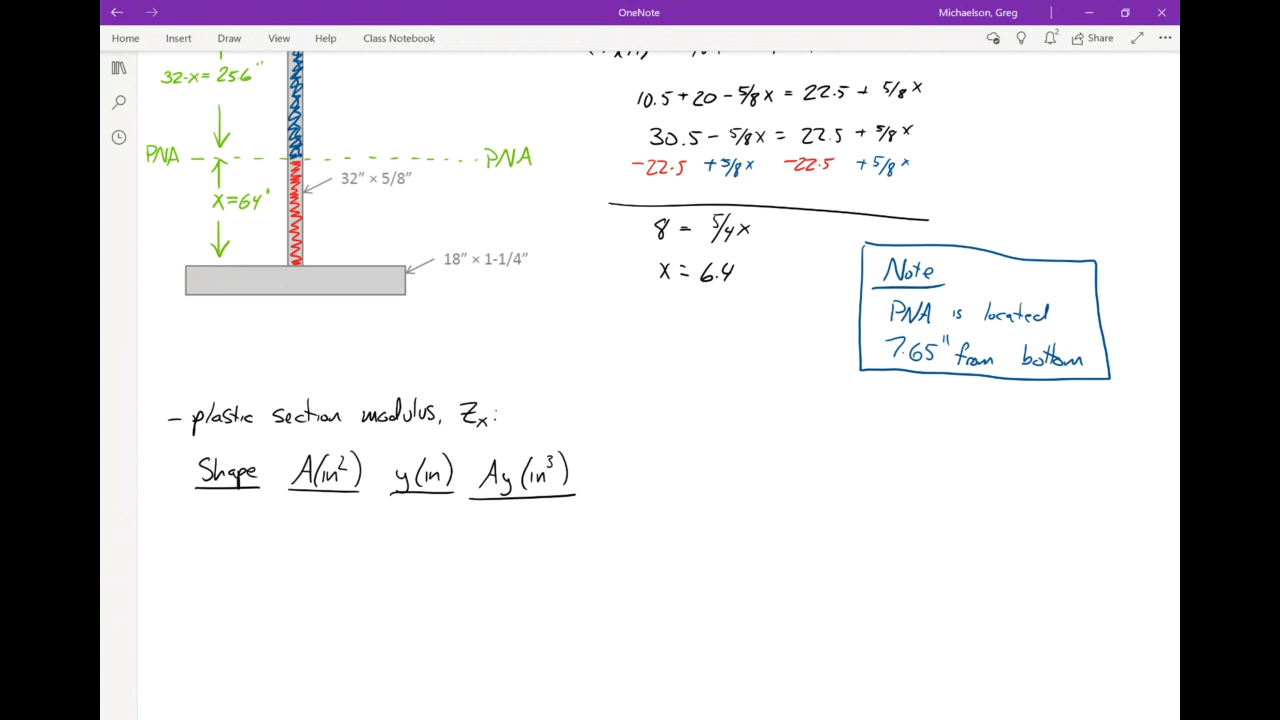 OneNote
Michaelson, Greg
Home Insert Draw View Help Class Notebook
2
Share
32-x = 25.6"
PNA
PNA
x = 6.4"
32" × 5/8"
18" × 1-1/4"
10.5 + 20 - 5/8 x = 22.5 + 5/8 x
30.5 - 5/8 x = 22.5 + 5/8 x
-22.5 + 5/8 x -22.5 + 5/8 x
8 = 5/4 x
x = 6.4
Note
PNA is located
7.65" from bottom
- plastic section modulus, Zx:
Shape A(in²) y(in) Ay(in³)